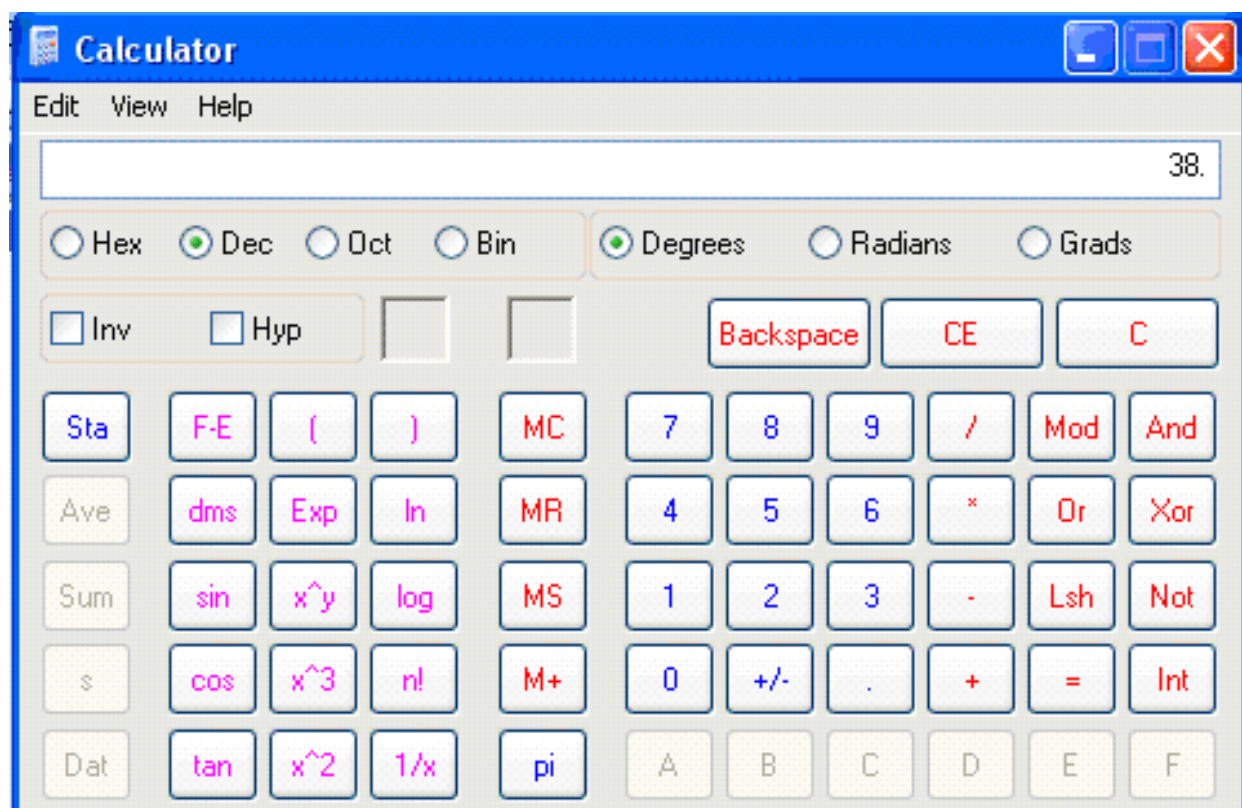 Calculator
Edit View Help
38.
Hex Dec Oct Bin Degrees Radians Grads
Inv Hyp Backspace CE C
Sta F-E ( ) MC 7 8 9 / Mod And
Ave dms Exp ln MR 4 5 6 * Or Xor
Sum sin x^y log MS 1 2 3 - Lsh Not
s cos x^3 n! M+ 0 +/- . + = Int
Dat tan x^2 1/x pi A B C D E F